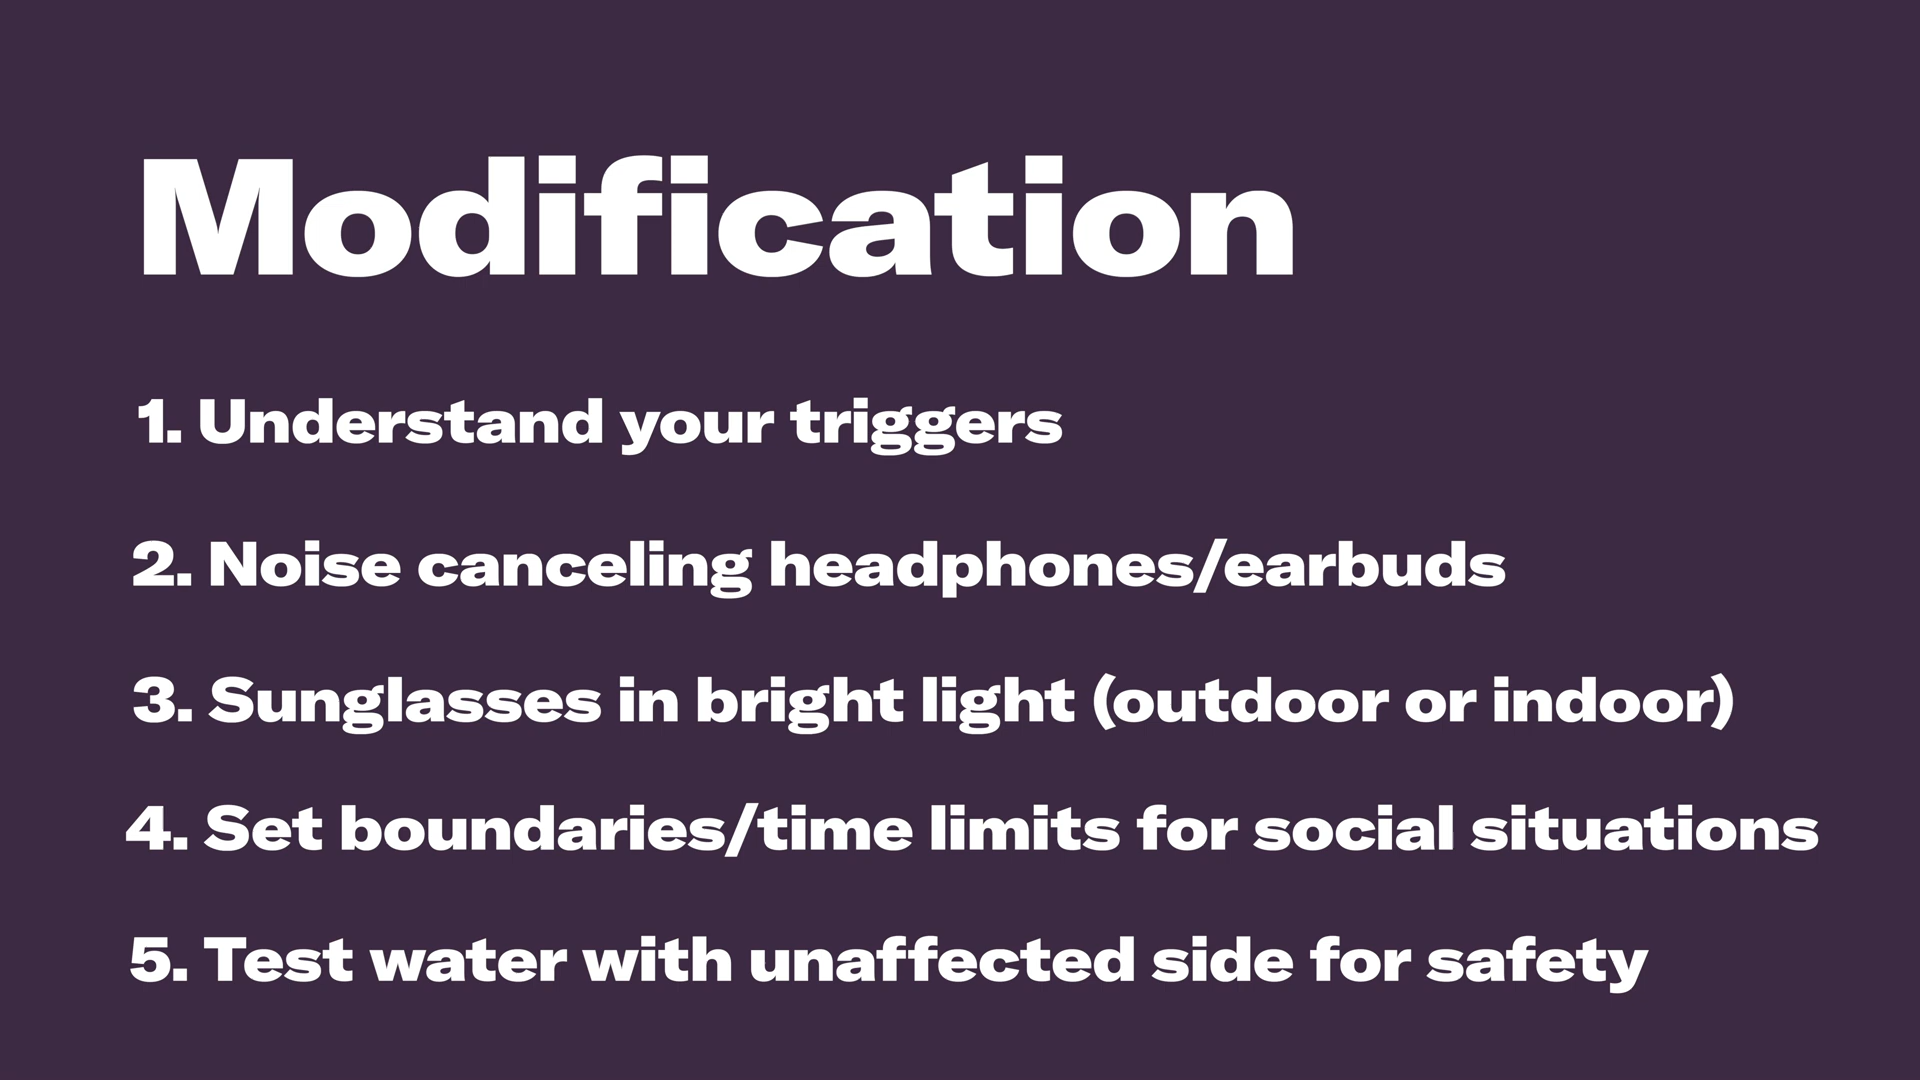 Modification
1. Understand your triggers
2. Noise canceling headphones/earbuds
3. Sunglasses in bright light (outdoor or indoor)
4. Set boundaries/time limits for social situations
5. Test water with unaffected side for safety